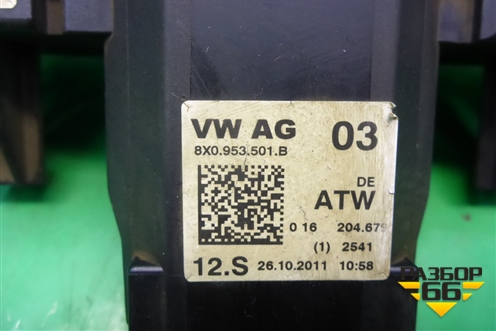 VW AG 03
8X0.953.501.B
DE
ATW
0 16 204.679
(1) 2541
12.S 26.10.2011 10:58
РАЗБОР
66